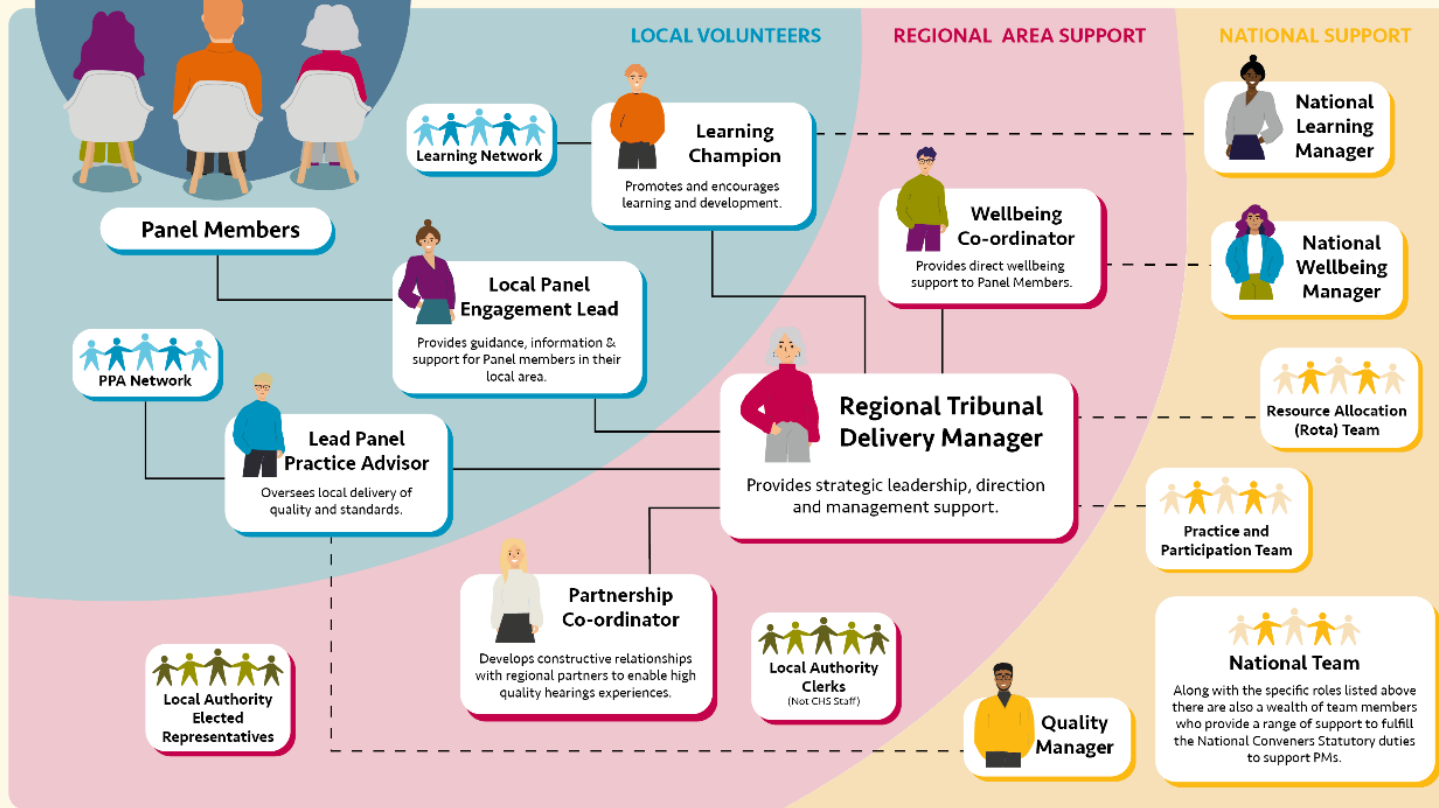 LOCAL VOLUNTEERS
REGIONAL AREA SUPPORT
NATIONAL SUPPORT
Learning Network
Learning
Champion
Promotes and encourages
learning and development.
National
Learning
Manager
Panel Members
Wellbeing
Co-ordinator
Provides direct wellbeing
support to Panel Members.
National
Wellbeing
Manager
Local Panel
Engagement Lead
Provides guidance, information &
support for Panel members in their
local area.
PPA Network
Lead Panel
Practice Advisor
Oversees local delivery of
quality and standards.
Regional Tribunal
Delivery Manager
Provides strategic leadership, direction
and management support.
Resource Allocation
(Rota) Team
Practice and
Participation Team
Partnership
Co-ordinator
Develops constructive relationships
with regional partners to enable high
quality hearings experiences.
Local Authority
Clerks
(Not CHS Staff)
Local Authority
Elected
Representatives
Quality
Manager
National Team
Along with the specific roles listed above
there are also a wealth of team members
who provide a range of support to fulfill
the National Conveners Statutory duties
to support PMs.